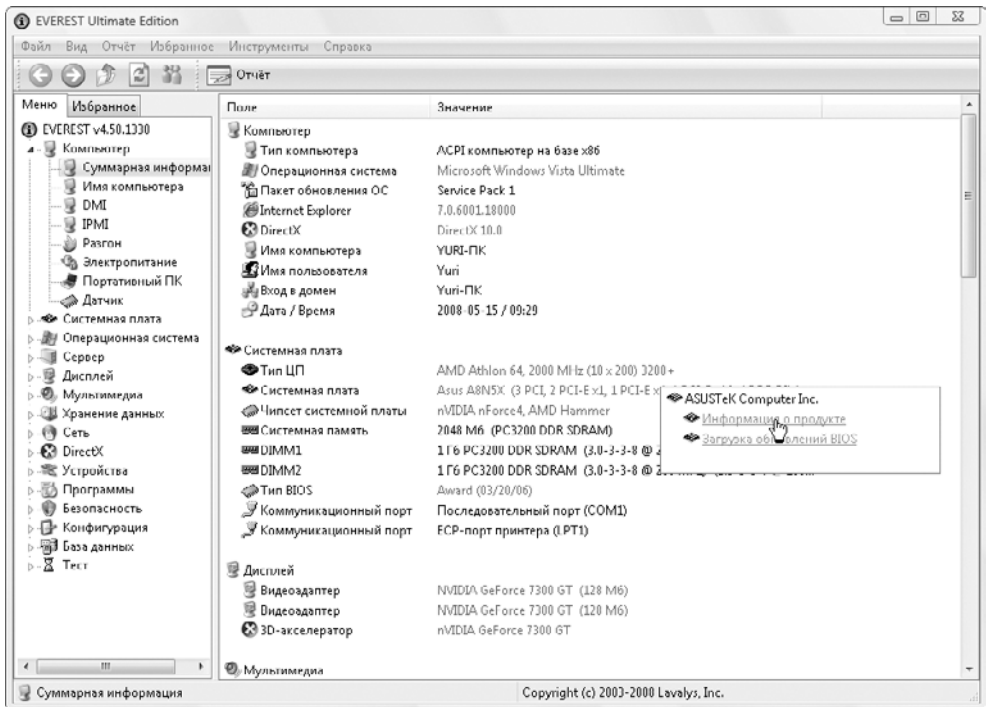 EVEREST Ultimate Edition
Файл Вид Отчёт Избранное Инструменты Справка
Отчёт
Меню Избранное
EVEREST v4.50.1330
Компьютер
Суммарная информа
Имя компьютера
DMI
IPMI
Разгон
Электропитание
Портативный ПК
Датчик
Системная плата
Операционная система
Сервер
Дисплей
Мультимедиа
Хранение данных
Сеть
DirectX
Устройства
Программы
Безопасность
Конфигурация
База данных
Тест
Поле Значение
Компьютер
Тип компьютера ACPI компьютер на базе x86
Операционная система Microsoft Windows Vista Ultimate
Пакет обновления ОС Service Pack 1
Internet Explorer 7.0.6001.18000
DirectX DirectX 10.0
Имя компьютера YURI-ПК
Имя пользователя Yuri
Вход в домен Yuri-ПК
Дата / Время 2008-05-15 / 09:29
Системная плата
Тип ЦП AMD Athlon 64, 2000 MHz (10 x 200) 3200+
Системная плата Asus A8N5X (3 PCI, 2 PCI-E x1, 1 PCI-E x
Чипсет системной платы nVIDIA nForce4, AMD Hammer
Системная память 2048 Мб (PC3200 DDR SDRAM)
DIMM1 1 Гб PC3200 DDR SDRAM (3.0-3-3-8 @ 2
DIMM2 1 Гб PC3200 DDR SDRAM (3.0-3-3-8 @
Тип BIOS Award (03/20/06)
Коммуникационный порт Последовательный порт (COM1)
Коммуникационный порт ECP-порт принтера (LPT1)
ASUSTeK Computer Inc.
Информация о продукте
Загрузка обновлений BIOS
Дисплей
Видеоадаптер NVIDIA GeForce 7300 GT (128 Мб)
Видеоадаптер NVIDIA GeForce 7300 GT (128 Мб)
3D-акселератор nVIDIA GeForce 7300 GT
Мультимедиа
Суммарная информация Copyright (c) 2003-2000 Lavalys, Inc.